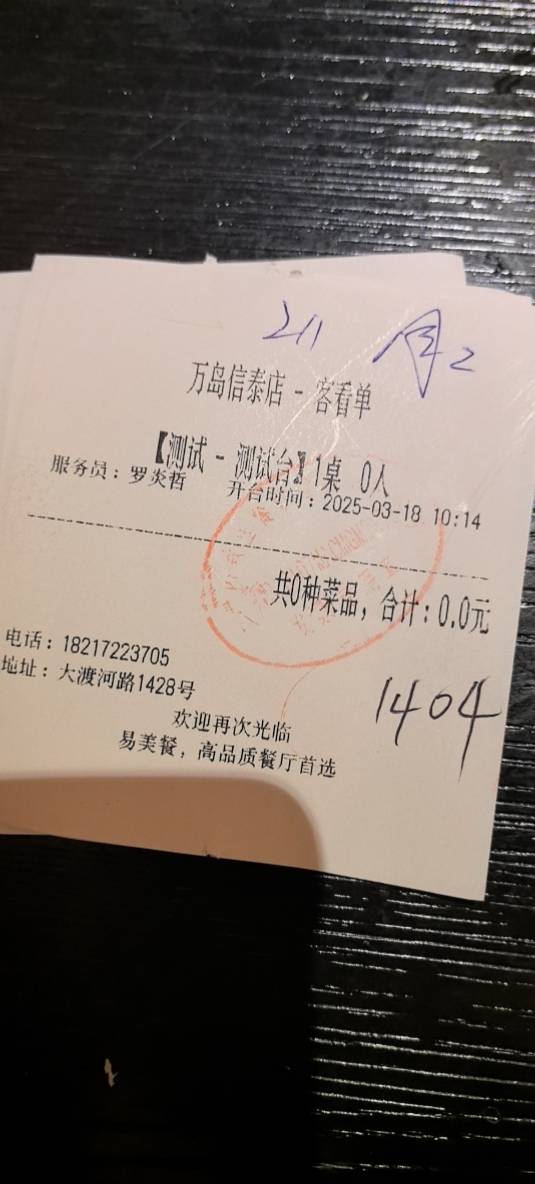 211 月2
万岛信泰店 - 客看单
【测试 - 测试台】1桌 0人
服务员：罗炎哲 开台时间：2025-03-18 10:14
共0种菜品，合计：0.0元
电话：18217223705
地址：大渡河路1428号
1404
欢迎再次光临
易美餐，高品质餐厅首选